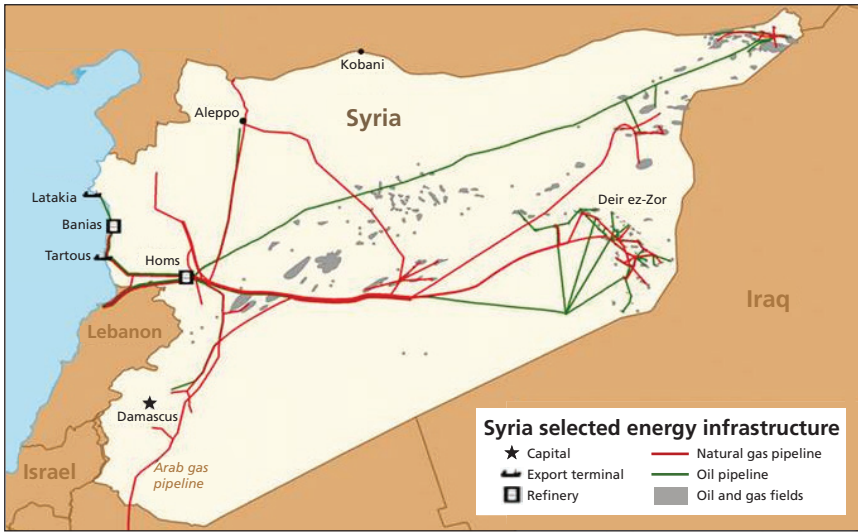 Kobani
Aleppo
Syria
Latakia
Deir ez-Zor
Banias
Tartous
Homs
Iraq
Lebanon
Damascus
Israel
Arab gas
pipeline
Syria selected energy infrastructure
Capital
Natural gas pipeline
Export terminal
Oil pipeline
Refinery
Oil and gas fields